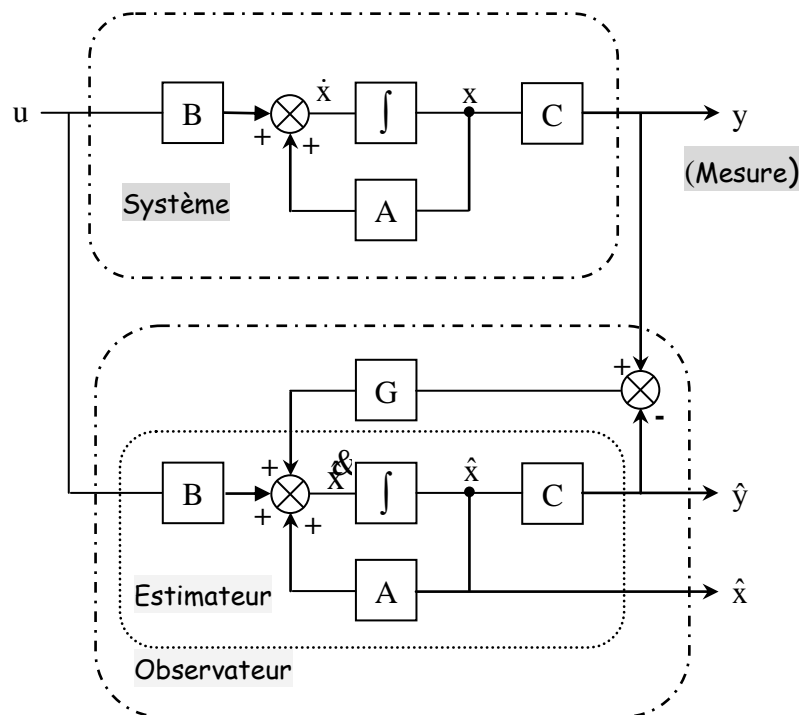 u
B
+
+
ẋ
∫
x
C
y
(Mesure)
A
Système
+
-
G
B
+
+
+
x̂
&
∫
x̂
C
ŷ
Estimateur
A
x̂
Observateur